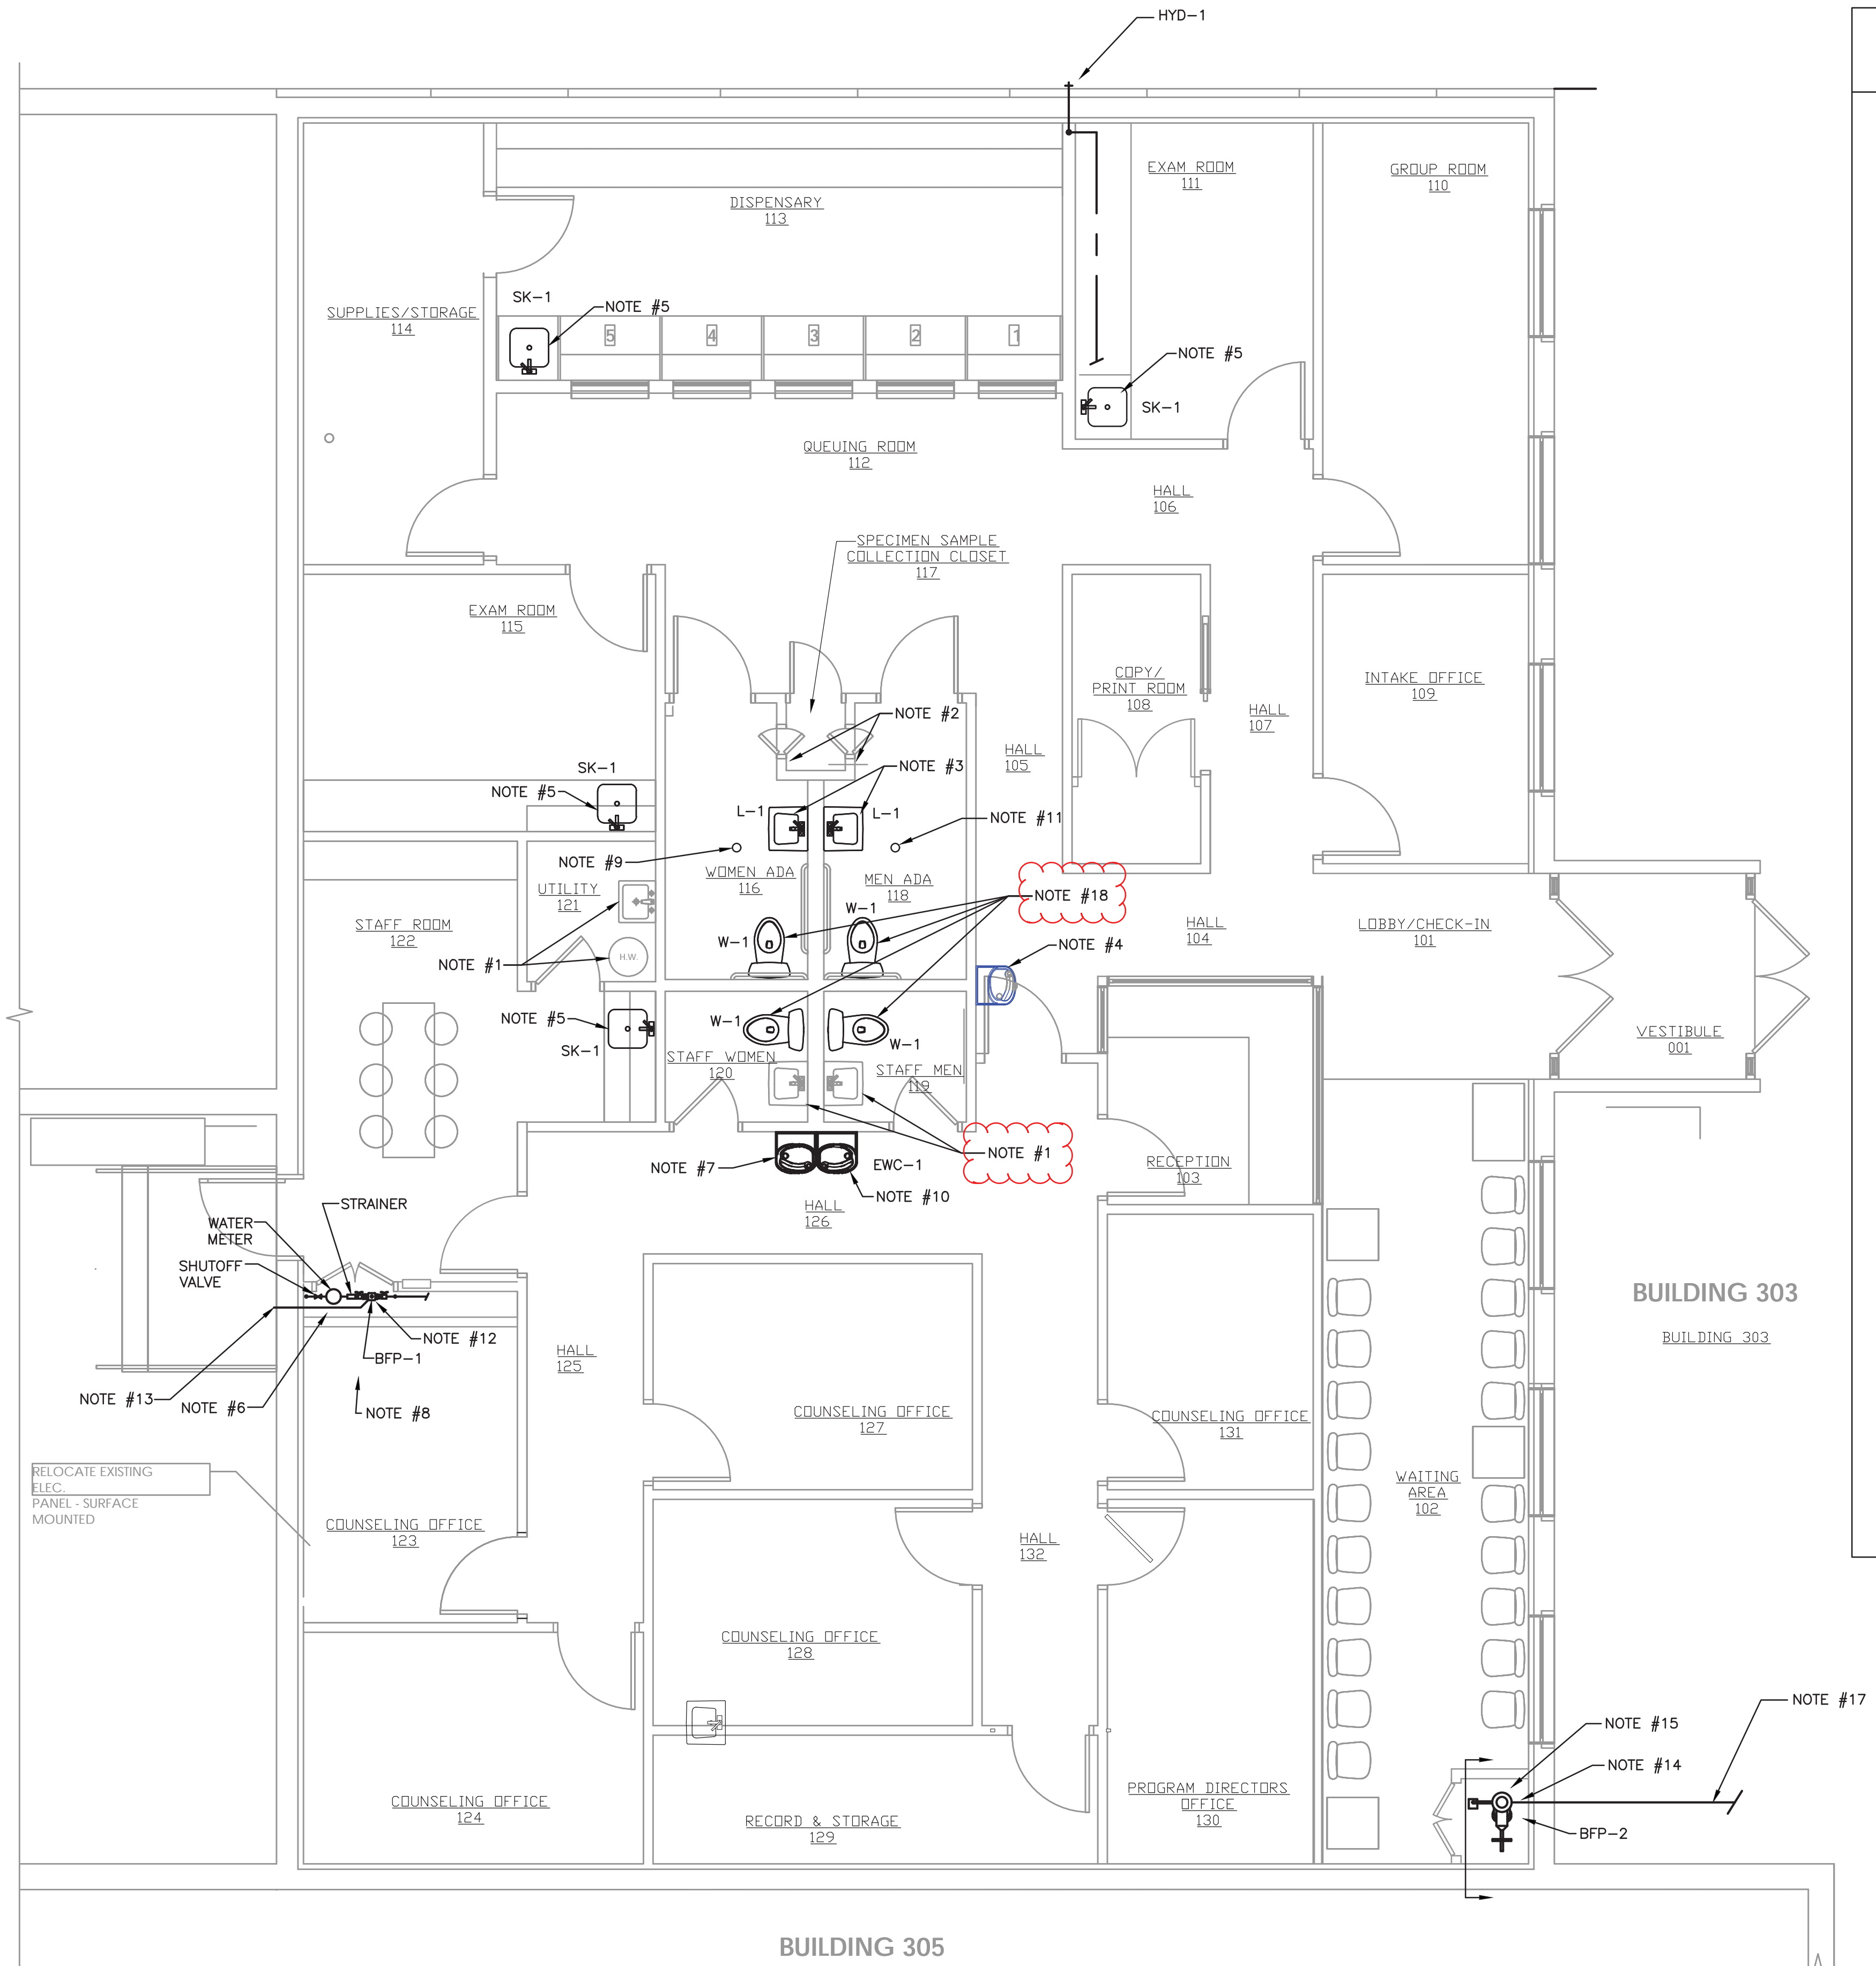 HYD-1
EXAM ROOM
111
GROUP ROOM
110
DISPENSARY
113
SUPPLIES/STORAGE
114
SK-1
NOTE #5
5
4
3
2
1
NOTE #5
SK-1
QUEUING ROOM
112
HALL
106
SPECIMEN SAMPLE
COLLECTION CLOSET
117
EXAM ROOM
115
COPY/
PRINT ROOM
108
INTAKE OFFICE
109
HALL
107
NOTE #2
HALL
105
NOTE #3
SK-1
NOTE #5
L-1
L-1
NOTE #11
NOTE #9
WOMEN ADA
116
MEN ADA
118
UTILITY
121
NOTE #18
W-1
STAFF ROOM
122
HALL
104
LOBBY/CHECK-IN
101
W-1
NOTE #4
H.W.
NOTE #1
NOTE #5
W-1
VESTIBULE
001
SK-1
W-1
STAFF WOMEN
120
STAFF MEN
119
NOTE #1
NOTE #7
EWC-1
RECEPTION
103
NOTE #10
STRAINER
HALL
126
WATER
METER
SHUTOFF
VALVE
BUILDING 303
BUILDING 303
NOTE #12
BFP-1
HALL
125
NOTE #13
NOTE #6
NOTE #8
COUNSELING OFFICE
127
COUNSELING OFFICE
131
RELOCATE EXISTING
ELEC.
PANEL - SURFACE
MOUNTED
WAITING
AREA
102
COUNSELING OFFICE
123
HALL
132
COUNSELING OFFICE
128
NOTE #17
NOTE #15
NOTE #14
COUNSELING OFFICE
124
PROGRAM DIRECTORS
OFFICE
130
RECORD & STORAGE
129
BFP-2
BUILDING 305